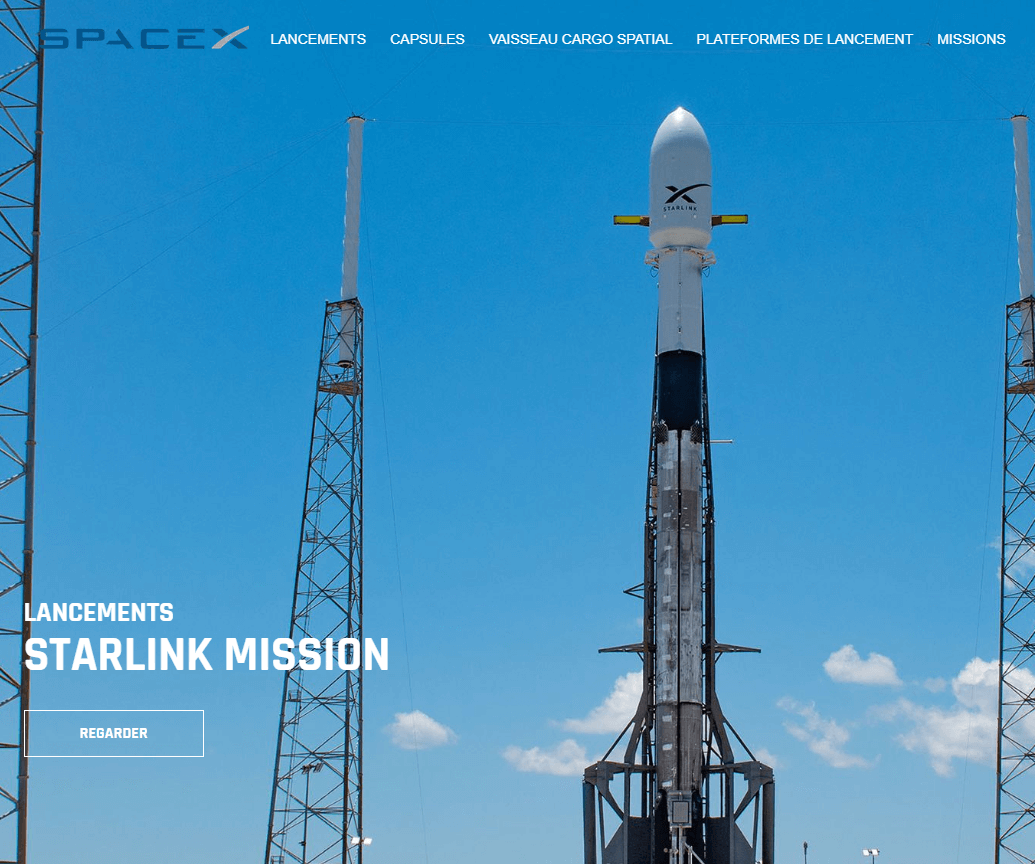 SPACEX
LANCEMENTS
CAPSULES
VAISSEAU CARGO SPATIAL
PLATEFORMES DE LANCEMENT
MISSIONS
STARLINK
LANCEMENTS
STARLINK MISSION
REGARDER